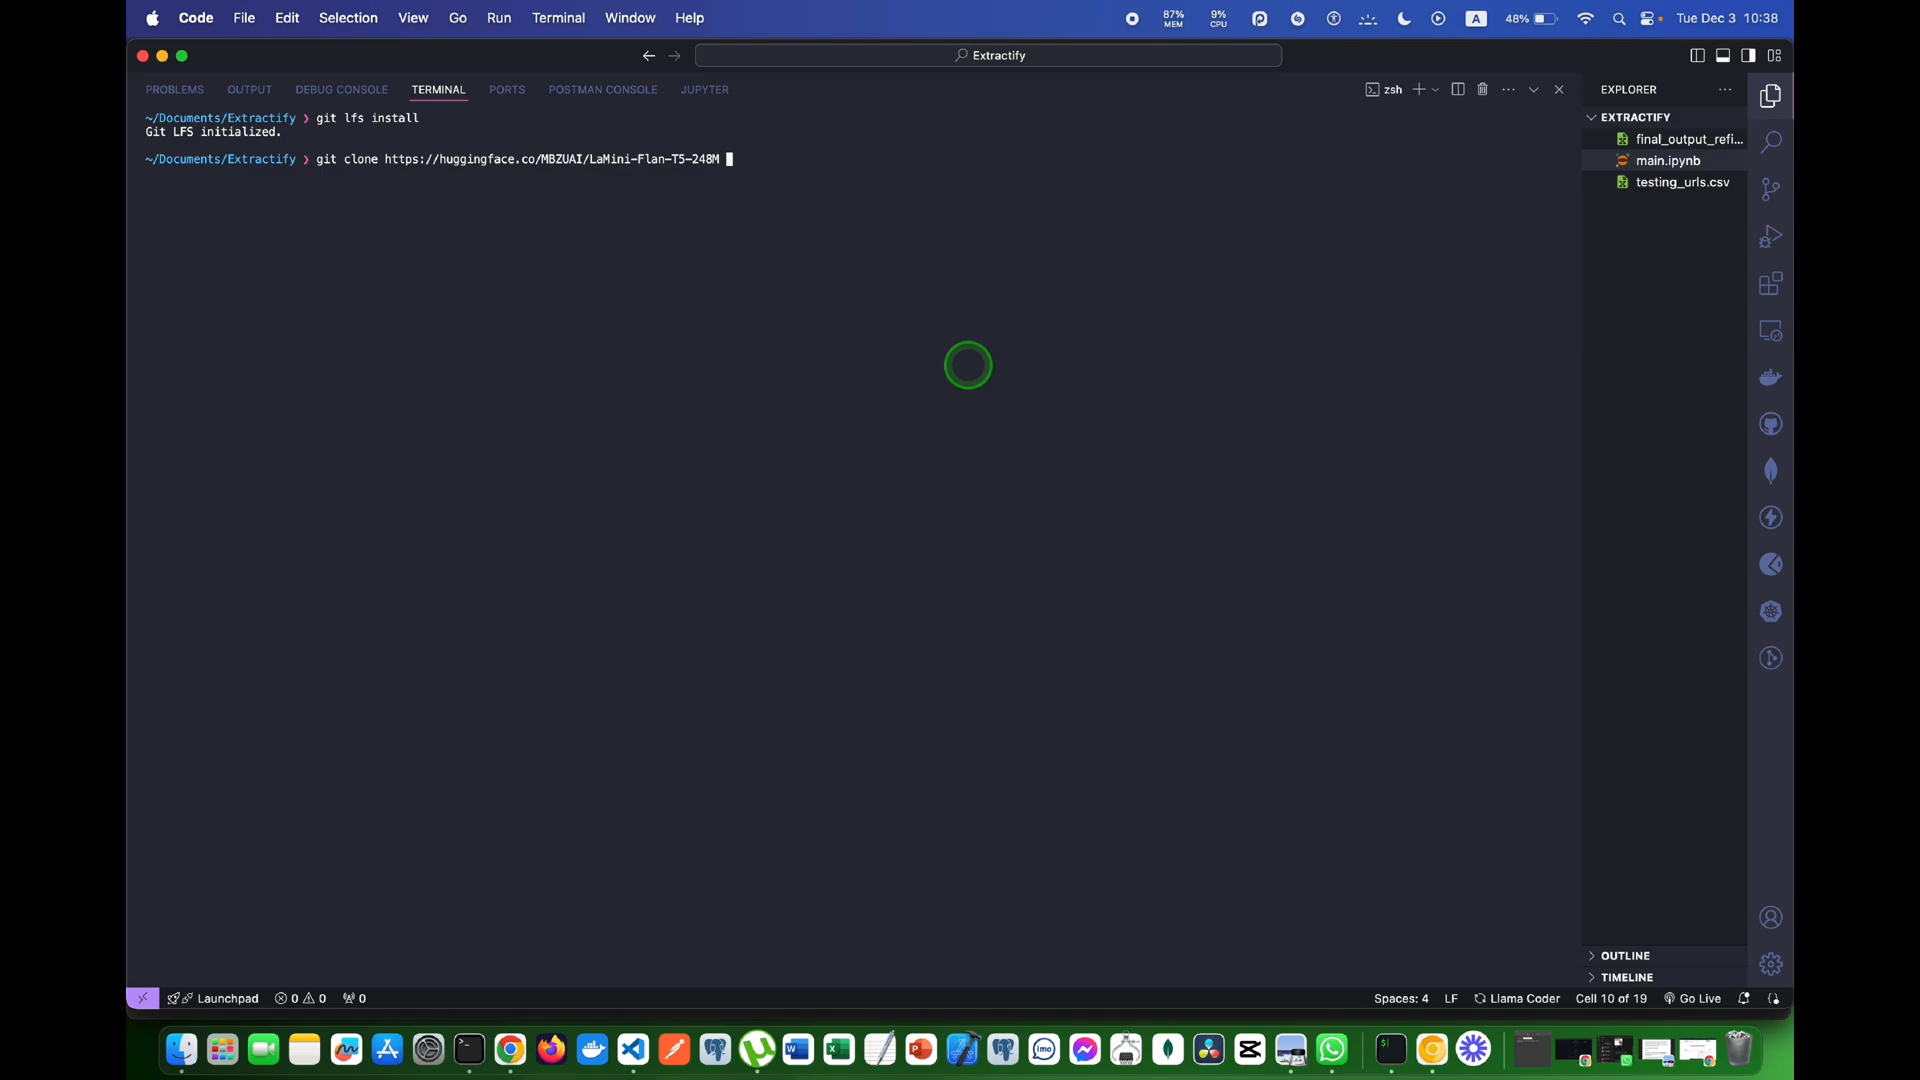 Code File Edit Selection View Go Run Terminal Window Help
87% MEM
9% CPU
A
48%
Tue Dec 3 10:38
Extractify
PROBLEMS OUTPUT DEBUG CONSOLE TERMINAL PORTS POSTMAN CONSOLE JUPYTER
zsh
~/Documents/Extractify ❯ git lfs install
Git LFS initialized.
~/Documents/Extractify ❯ git clone https://huggingface.co/MBZUAI/LaMini-Flan-T5-248M
EXPLORER
EXTRACTIFY
final_output_refi...
main.ipynb
testing_urls.csv
OUTLINE
TIMELINE
Launchpad 0 0 0
Spaces: 4 LF Llama Coder Cell 10 of 19 Go Live
imo